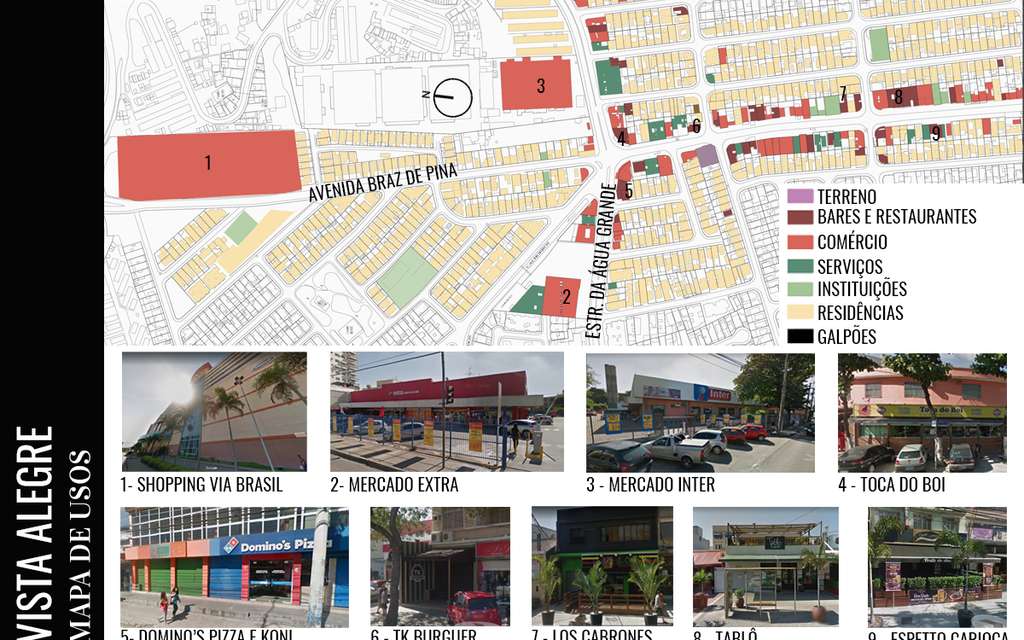 VISTA ALEGRE
MAPA DE USOS
N
3
1
AVENIDA BRAZ DE PINA
ESTR. DA ÁGUA GRANDE
4
6
7
8
9
5
2
TERRENO
BARES E RESTAURANTES
COMÉRCIO
SERVIÇOS
INSTITUIÇÕES
RESIDÊNCIAS
GALPÕES
Inter
Toca do Boi
1- SHOPPING VIA BRASIL
2- MERCADO EXTRA
3 - MERCADO INTER
4 - TOCA DO BOI
Domino's Pizza
5- DOMINO'S PIZZA E KONI
6 - TK BURGUER
7 - LOS CABRONES
8 - TABLÔ
9 - ESPETTO CARIOCA